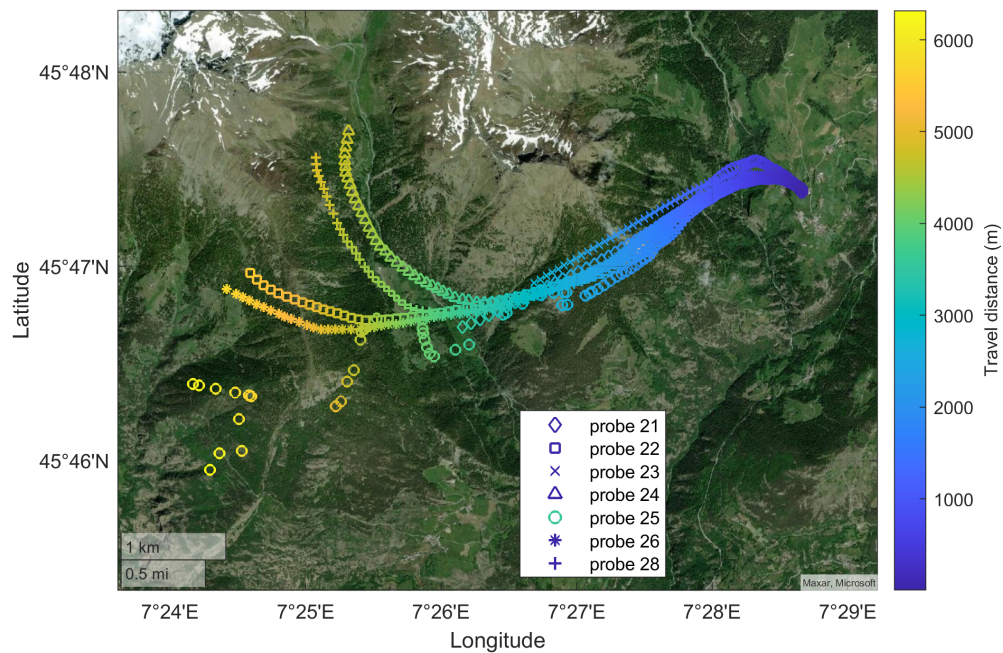 45°48'N
45°47'N
45°46'N
Latitude
7°24'E
7°25'E
7°26'E
7°27'E
7°28'E
7°29'E
Longitude
probe 21
probe 22
probe 23
probe 24
probe 25
probe 26
probe 28
1 km
0.5 mi
Maxar, Microsoft
6000
5000
4000
3000
2000
1000
Travel distance (m)